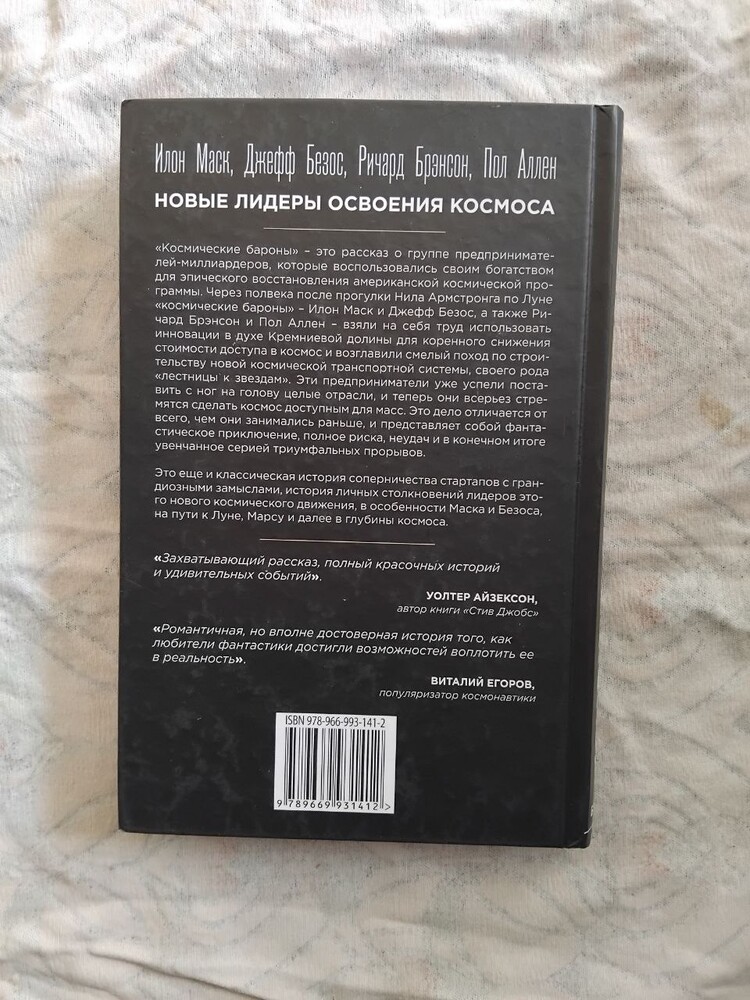 Илон Маск, Джефф Безос, Ричард Брэнсон, Пол Аллен
НОВЫЕ ЛИДЕРЫ ОСВОЕНИЯ КОСМОСА
«Космические бароны» – это рассказ о группе предпринимате-
лей-миллиардеров, которые воспользовались своим богатством
для эпического восстановления американской космической про-
граммы. Через полвека после прогулки Нила Армстронга по Луне
«космические бароны» – Илон Маск и Джефф Безос, а также Ри-
чард Брэнсон и Пол Аллен – взяли на себя труд использовать
инновации в духе Кремниевой долины для коренного снижения
стоимости доступа в космос и возглавили смелый поход по строи-
тельству новой космической транспортной системы, своего рода
«лестницы к звездам». Эти предприниматели уже успели поста-
вить с ног на голову целые отрасли, и теперь они всерьез стре-
мятся сделать космос доступным для масс. Это дело отличается от
всего, чем они занимались раньше, и представляет собой фанта-
стическое приключение, полное риска, неудач и в конечном итоге
увенчанное серией триумфальных прорывов.
Это еще и классическая история соперничества стартапов с гран-
диозными замыслами, история личных столкновений лидеров это-
го нового космического движения, в особенности Маска и Безоса,
на пути к Луне, Марсу и далее в глубины космоса.
«Захватывающий рассказ, полный красочных историй
и удивительных событий».
УОЛТЕР АЙЗЕКСОН,
автор книги «Стив Джобс»
«Романтичная, но вполне достоверная история того, как
любители фантастики достигли возможностей воплотить ее
в реальность».
ВИТАЛИЙ ЕГОРОВ,
популяризатор космонавтики
ISBN 978-966-993-141-2
9 789669 931412 >